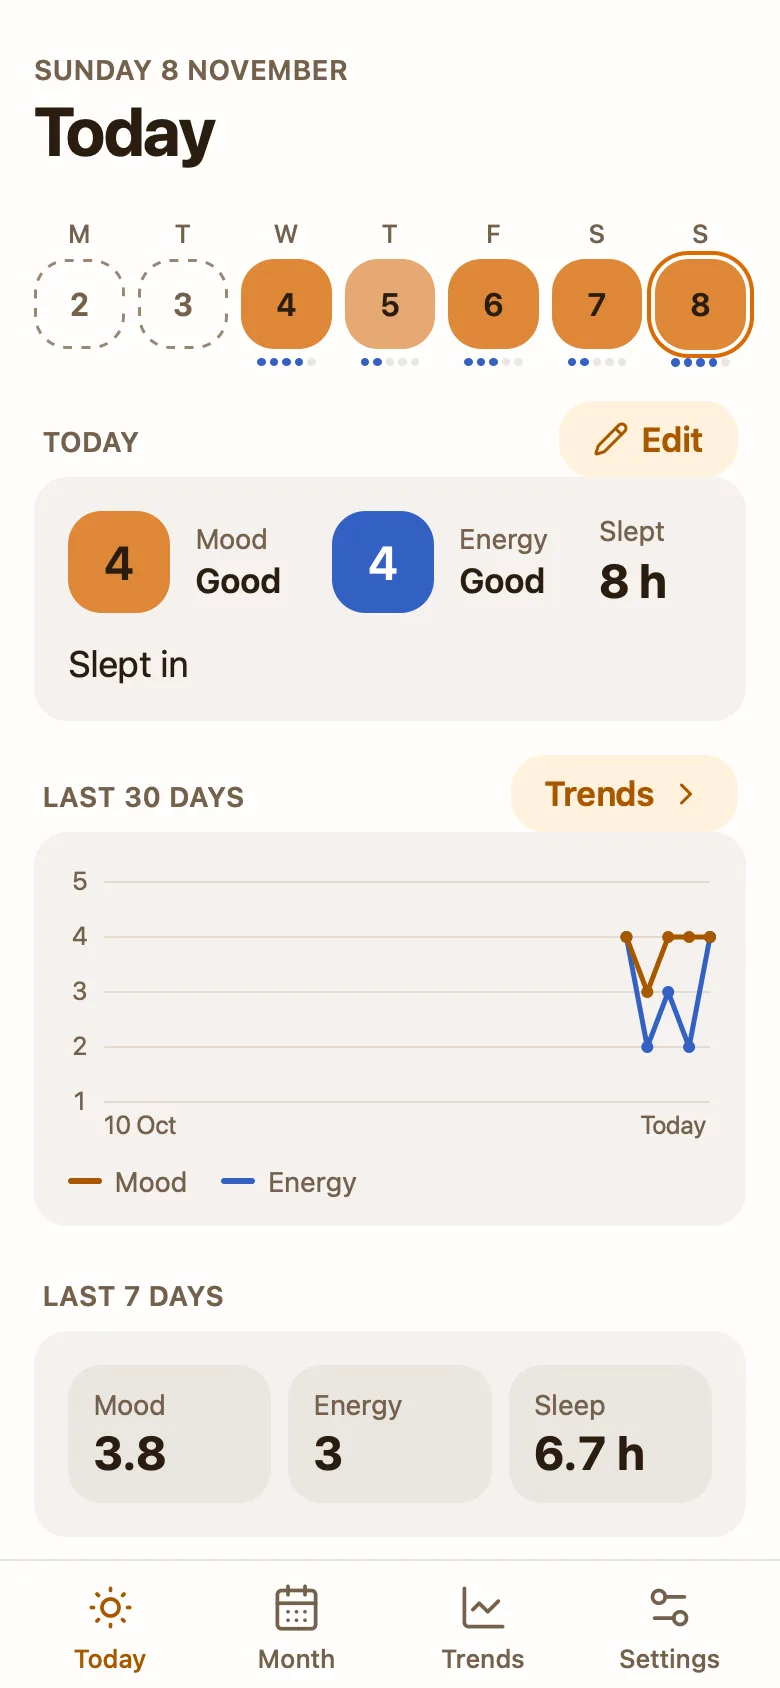 SUNDAY 8 NOVEMBER
Today
M T W T F S S
2 3 4 5 6 7 8
TODAY
Edit
4 Mood Good
4 Energy Good
Slept 8 h
Slept in
LAST 30 DAYS
Trends
5
4
3
2
1
10 Oct Today
Mood Energy
LAST 7 DAYS
Mood Energy Sleep
3.8 3 6.7 h
Today Month Trends Settings